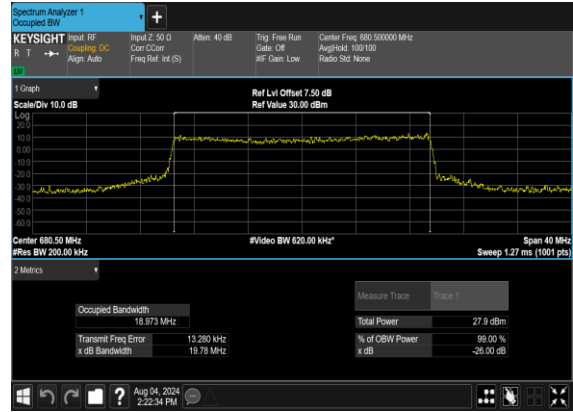 Spectrum Analyzer 1
Occupied BW
KEYSIGHT Input: RF Input Z: 50 Ω Atten: 40 dB Trig: Free Run Center Freq: 680.500000 MHz
R T Coupling: DC Corr CCorr Gate: Off Avg|Hold: 100/100
Align: Auto Freq Ref: Int (S) #IF Gain: Low Radio Std: None
LM
1 Graph
Ref Lvl Offset 7.50 dB
Scale/Div 10.0 dB Ref Value 30.00 dBm
Log
20.0
10.0
0.00
-10.0
-20.0
-30.0
-40.0
-50.0
-60.0
Center 680.50 MHz #Video BW 620.00 kHz* Span 40 MHz
#Res BW 200.00 kHz Sweep 1.27 ms (1001 pts)
2 Metrics
Measure Trace Trace 1
Occupied Bandwidth
18.973 MHz Total Power 27.9 dBm
Transmit Freq Error 13.280 kHz % of OBW Power 99.00 %
x dB Bandwidth 19.78 MHz x dB -26.00 dB
? Aug 04, 2024
2:22:34 PM